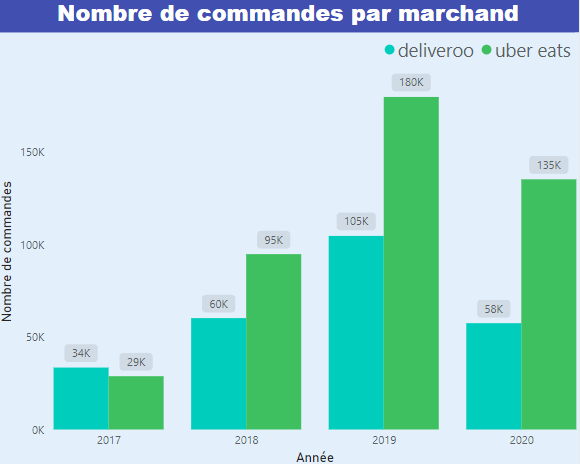 Nombre de commandes par marchand
deliveroo uber eats
180K
150K
135K
105K
100K
95K
60K
58K
50K
34K
29K
0K
2017 2018 2019 2020
Année
Nombre de commandes